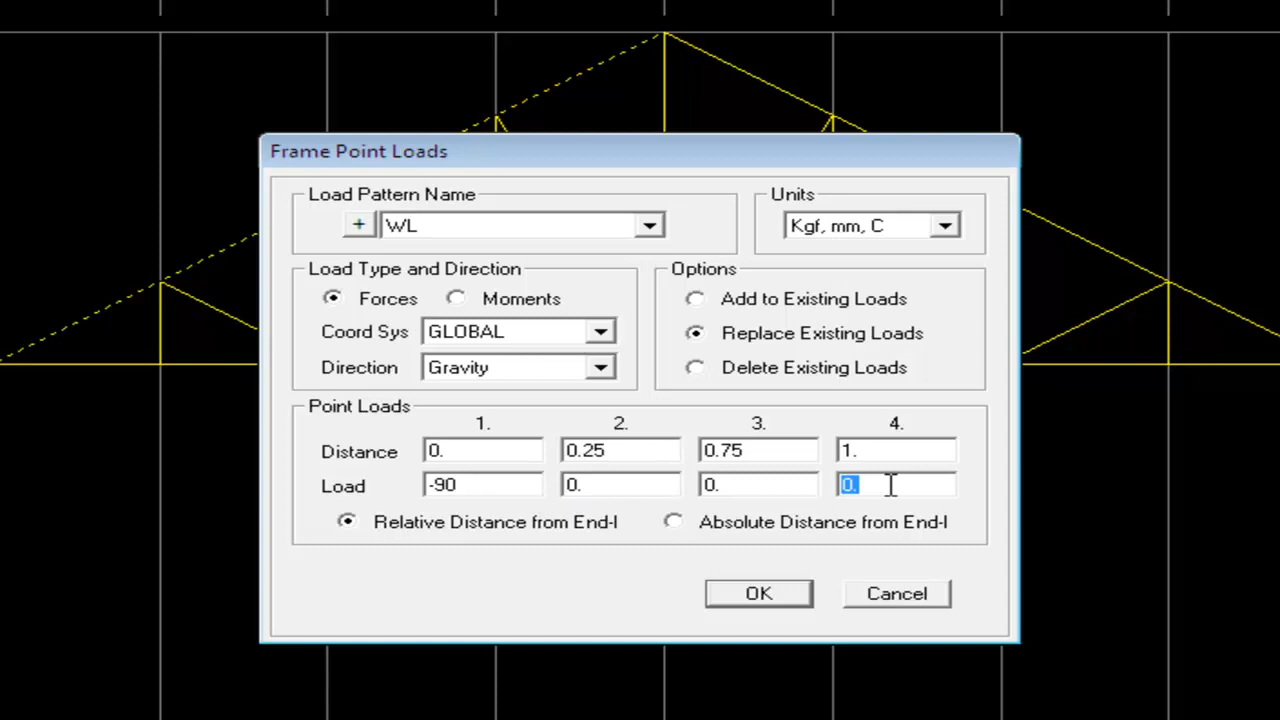 Frame Point Loads
Load Pattern Name
Units
+ WL
Kgf, mm, C
Load Type and Direction
Options
Forces Moments
Add to Existing Loads
Coord Sys GLOBAL
Replace Existing Loads
Direction Gravity
Delete Existing Loads
Point Loads
1. 2. 3. 4.
Distance 0. 0.25 0.75 1.
Load -90 0. 0. 0.
Relative Distance from End-I Absolute Distance from End-I
OK Cancel